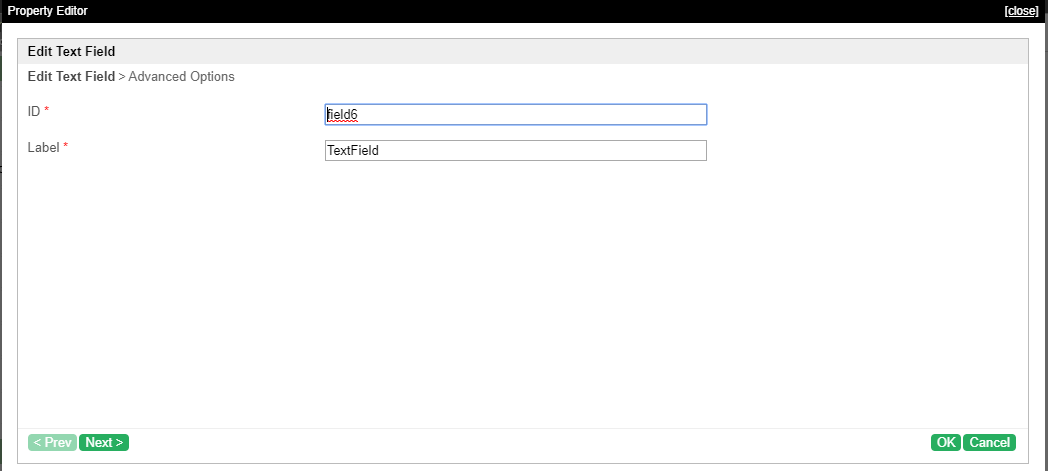 Property Editor [close]
Edit Text Field
Edit Text Field > Advanced Options
ID * field6
Label * TextField
< Prev Next > OK Cancel